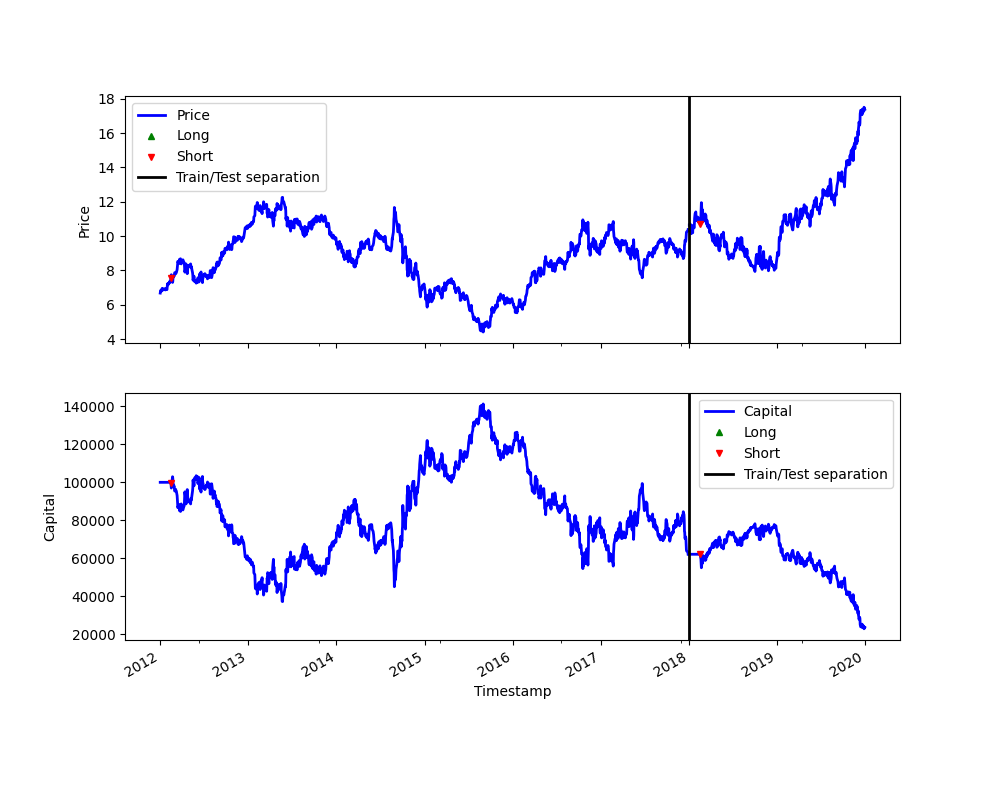 18
16
14
12
10
8
6
4
Price
Price
Long
Short
Train/Test separation
140000
120000
100000
80000
60000
40000
20000
Capital
Capital
Long
Short
Train/Test separation
2012 2013 2014 2015 2016 2017 2018 2019 2020
Timestamp